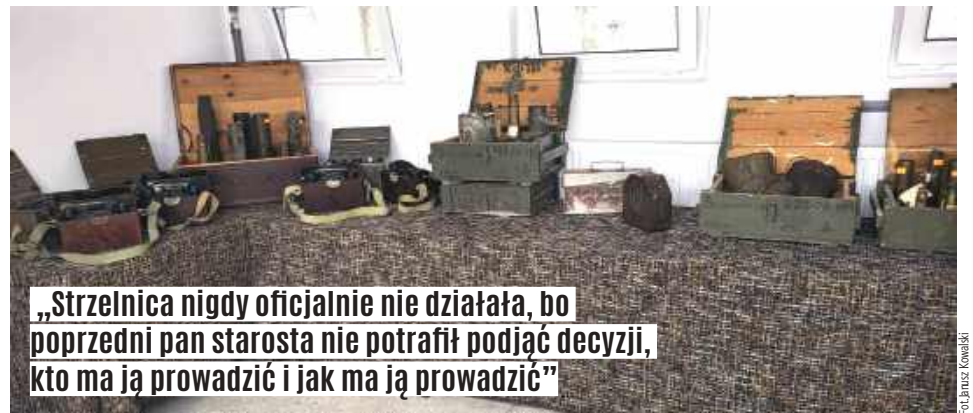 „Strzelnica nigdy oficjalnie nie działała, bo
poprzedni pan starosta nie potrafił podjąć decyzji,
kto ma ją prowadzić i jak ma ją prowadzić”
Fot. Janusz Kowalski